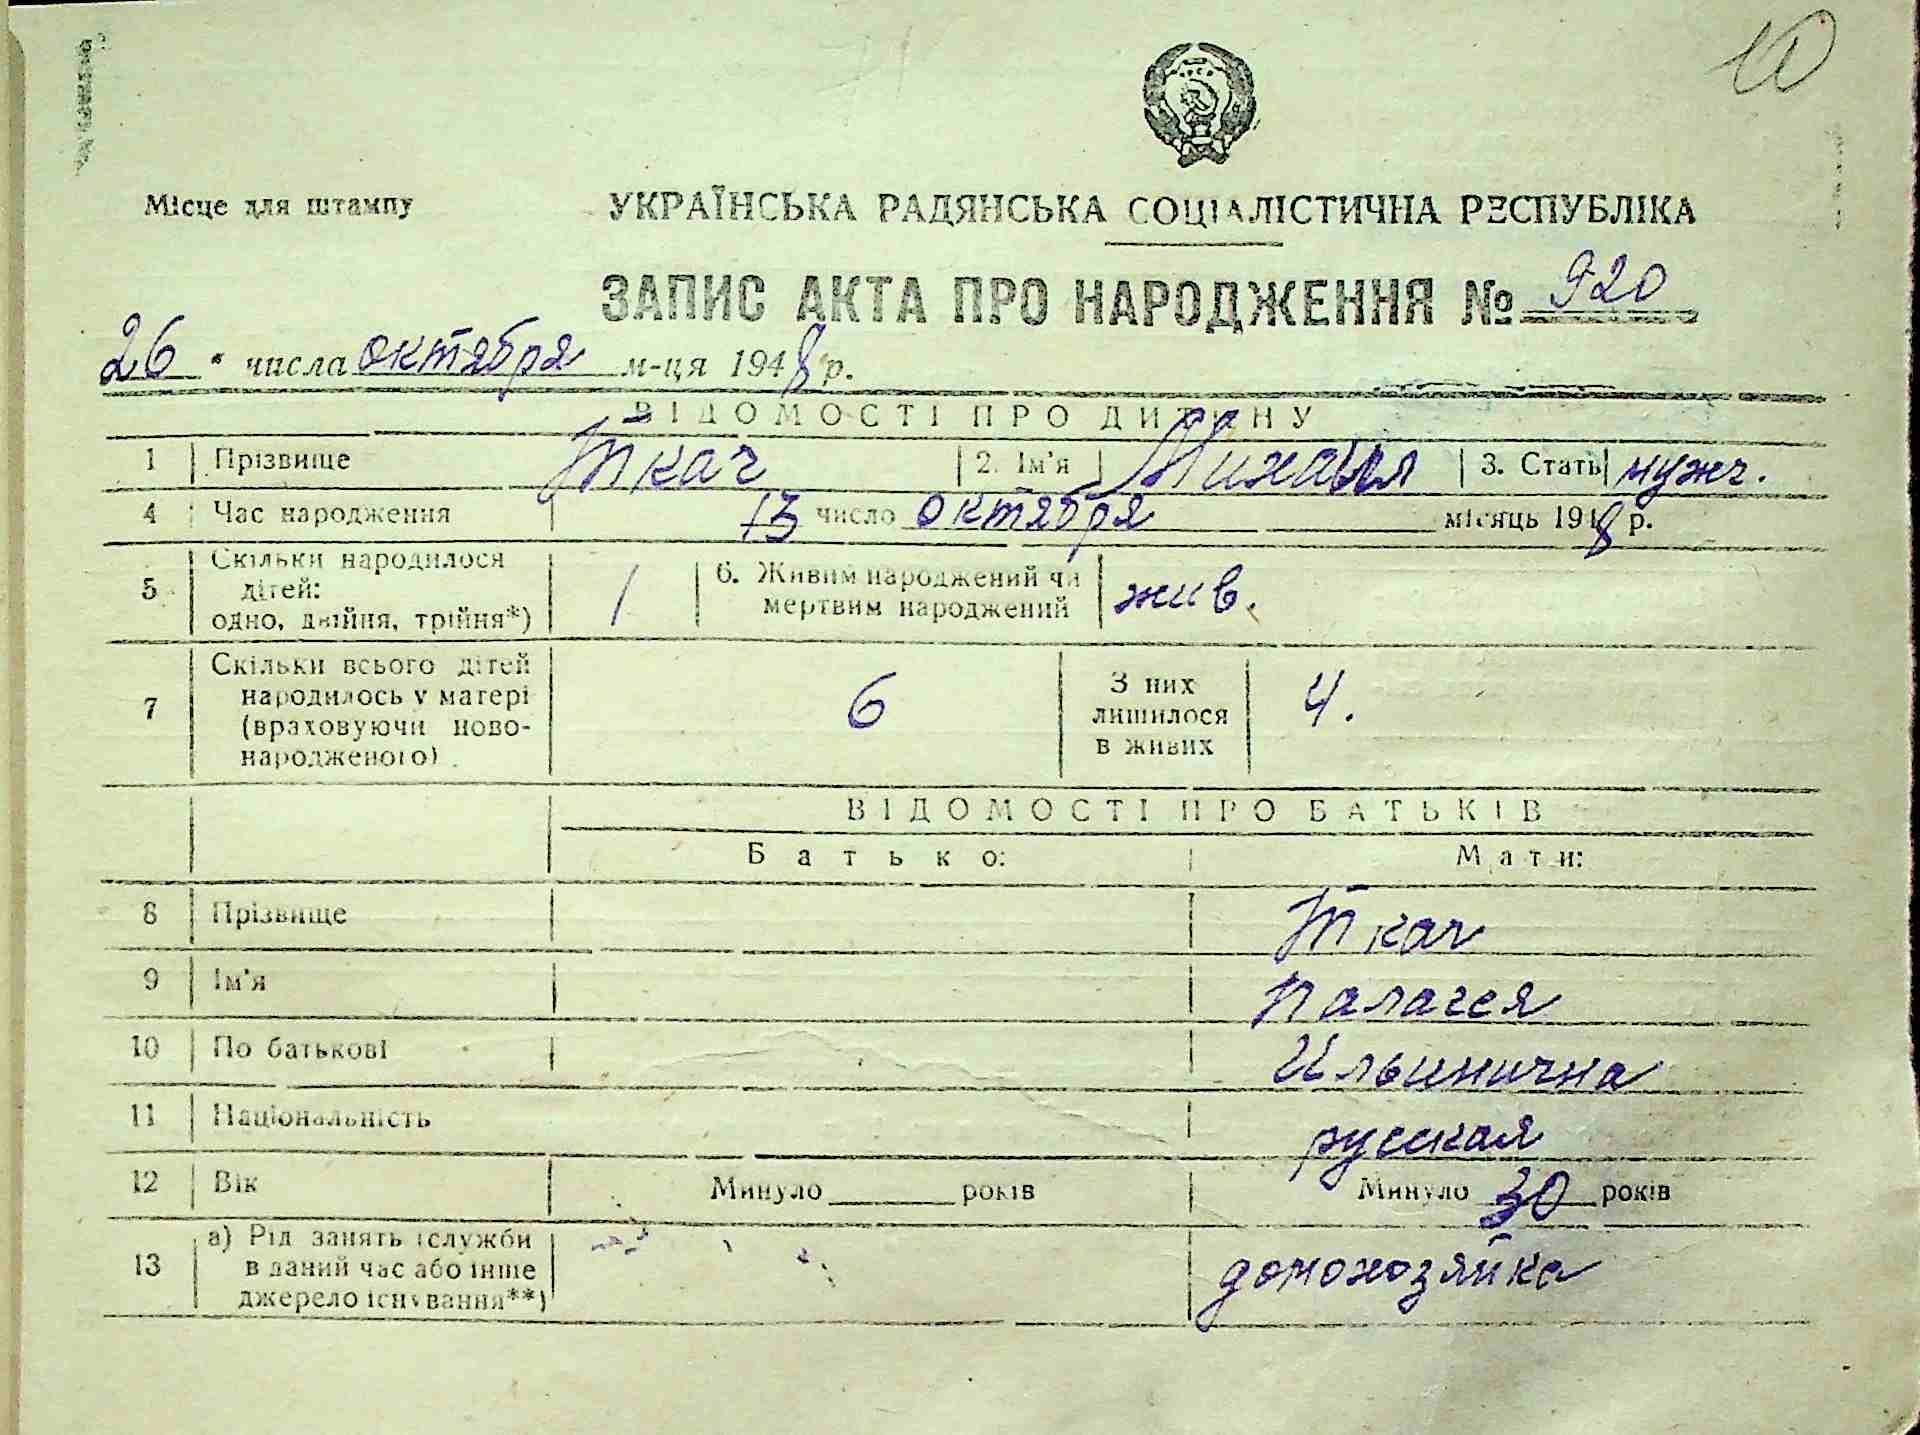 10
Місце для штампу
УКРАЇНСЬКА РАДЯНСЬКА СОЦІАЛІСТИЧНА РЕСПУБЛІКА
ЗАПИС АКТА ПРО НАРОДЖЕННЯ № 920
26 " числа октября м-ця 1948 р.
ВІДОМОСТІ ПРО ДИТИНУ
1 Прізвище Ткач 2. Ім'я Михаил 3. Стать мужч.
4 Час народження 13 число октября місяць 1948 р.
5 Скільки народилося дітей: одно, двійня, трійня*) 1 6. Живим народжений чи мертвим народжений жив.
7 Скільки всього дітей народилось у матері (враховуючи ново-народженого) 6 З них лишилося в живих 4.
ВІДОМОСТІ ПРО БАТЬКІВ
Батько: Мати:
8 Прізвище Ткач
9 Ім'я Палагея
10 По батькові Ильинична
11 Національність русская
12 Вік Минуло ____ років Минуло 30 років
13 а) Рід занять (служби в даний час або інше джерело існування**) домохозяйка